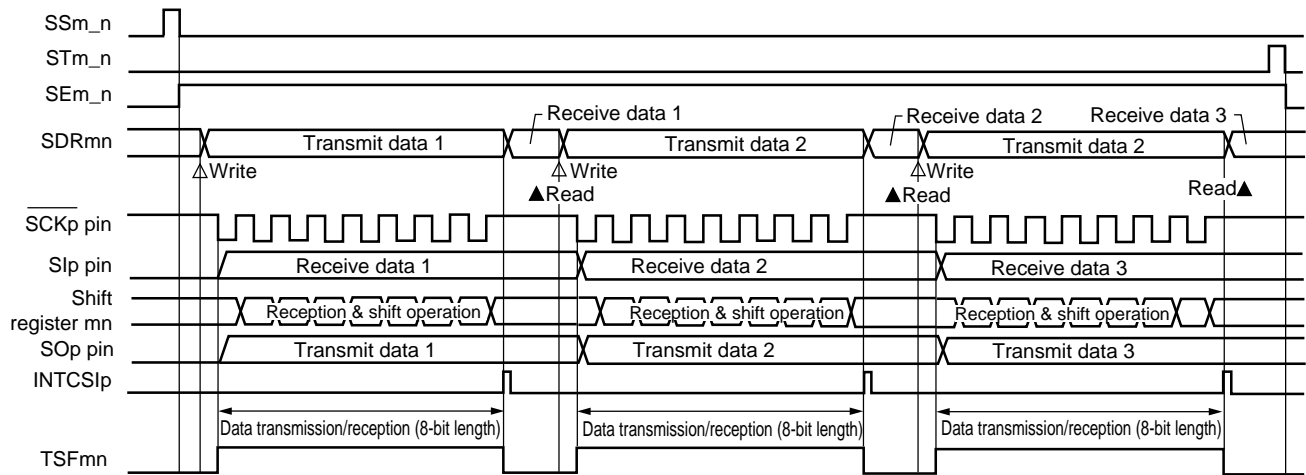 SSm_n
STm_n
SEm_n
Receive data 1
Receive data 2
Receive data 3
SDRmn
Transmit data 1
Transmit data 2
Transmit data 2
△Write
△Write
△Write
▲Read
▲Read
Read▲
SCKp pin
SIp pin
Receive data 1
Receive data 2
Receive data 3
Shift
register mn
Reception & shift operation
Reception & shift operation
Reception & shift operation
SOp pin
Transmit data 1
Transmit data 2
Transmit data 3
INTCSIp
Data transmission/reception (8-bit length)
Data transmission/reception (8-bit length)
Data transmission/reception (8-bit length)
TSFmn